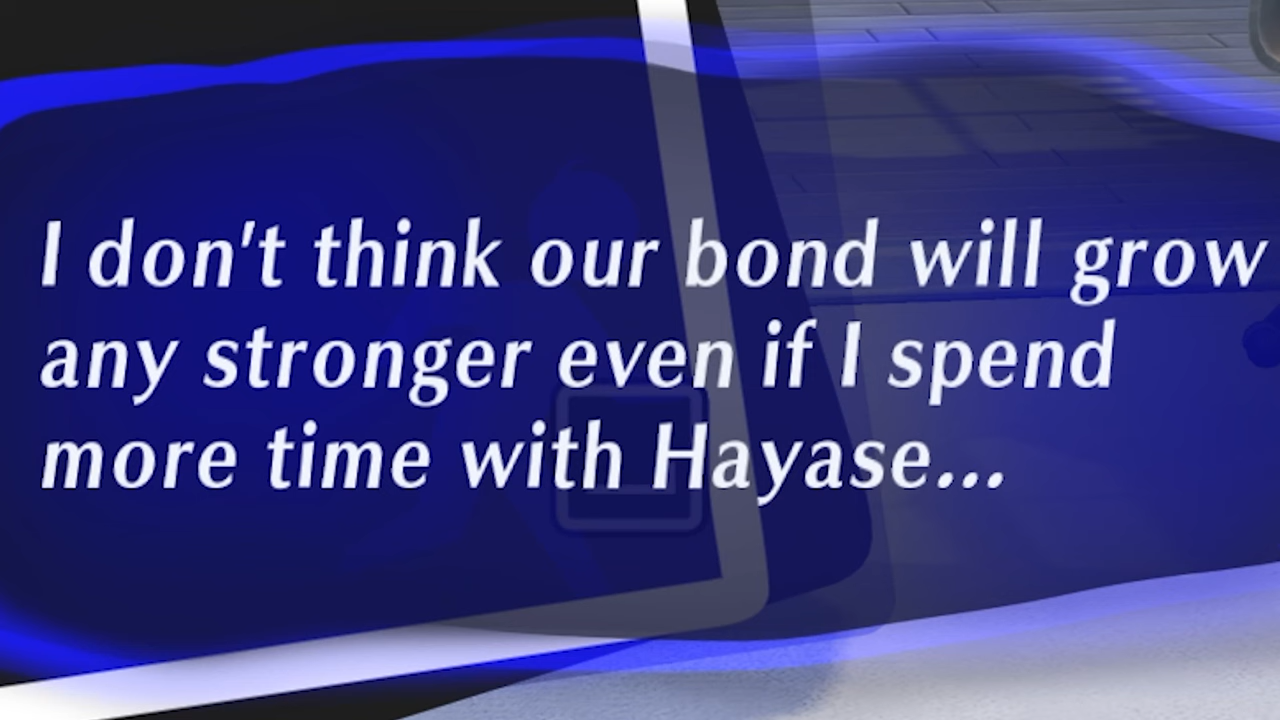 I don't think our bond will grow
any stronger even if I spend
more time with Hayase...